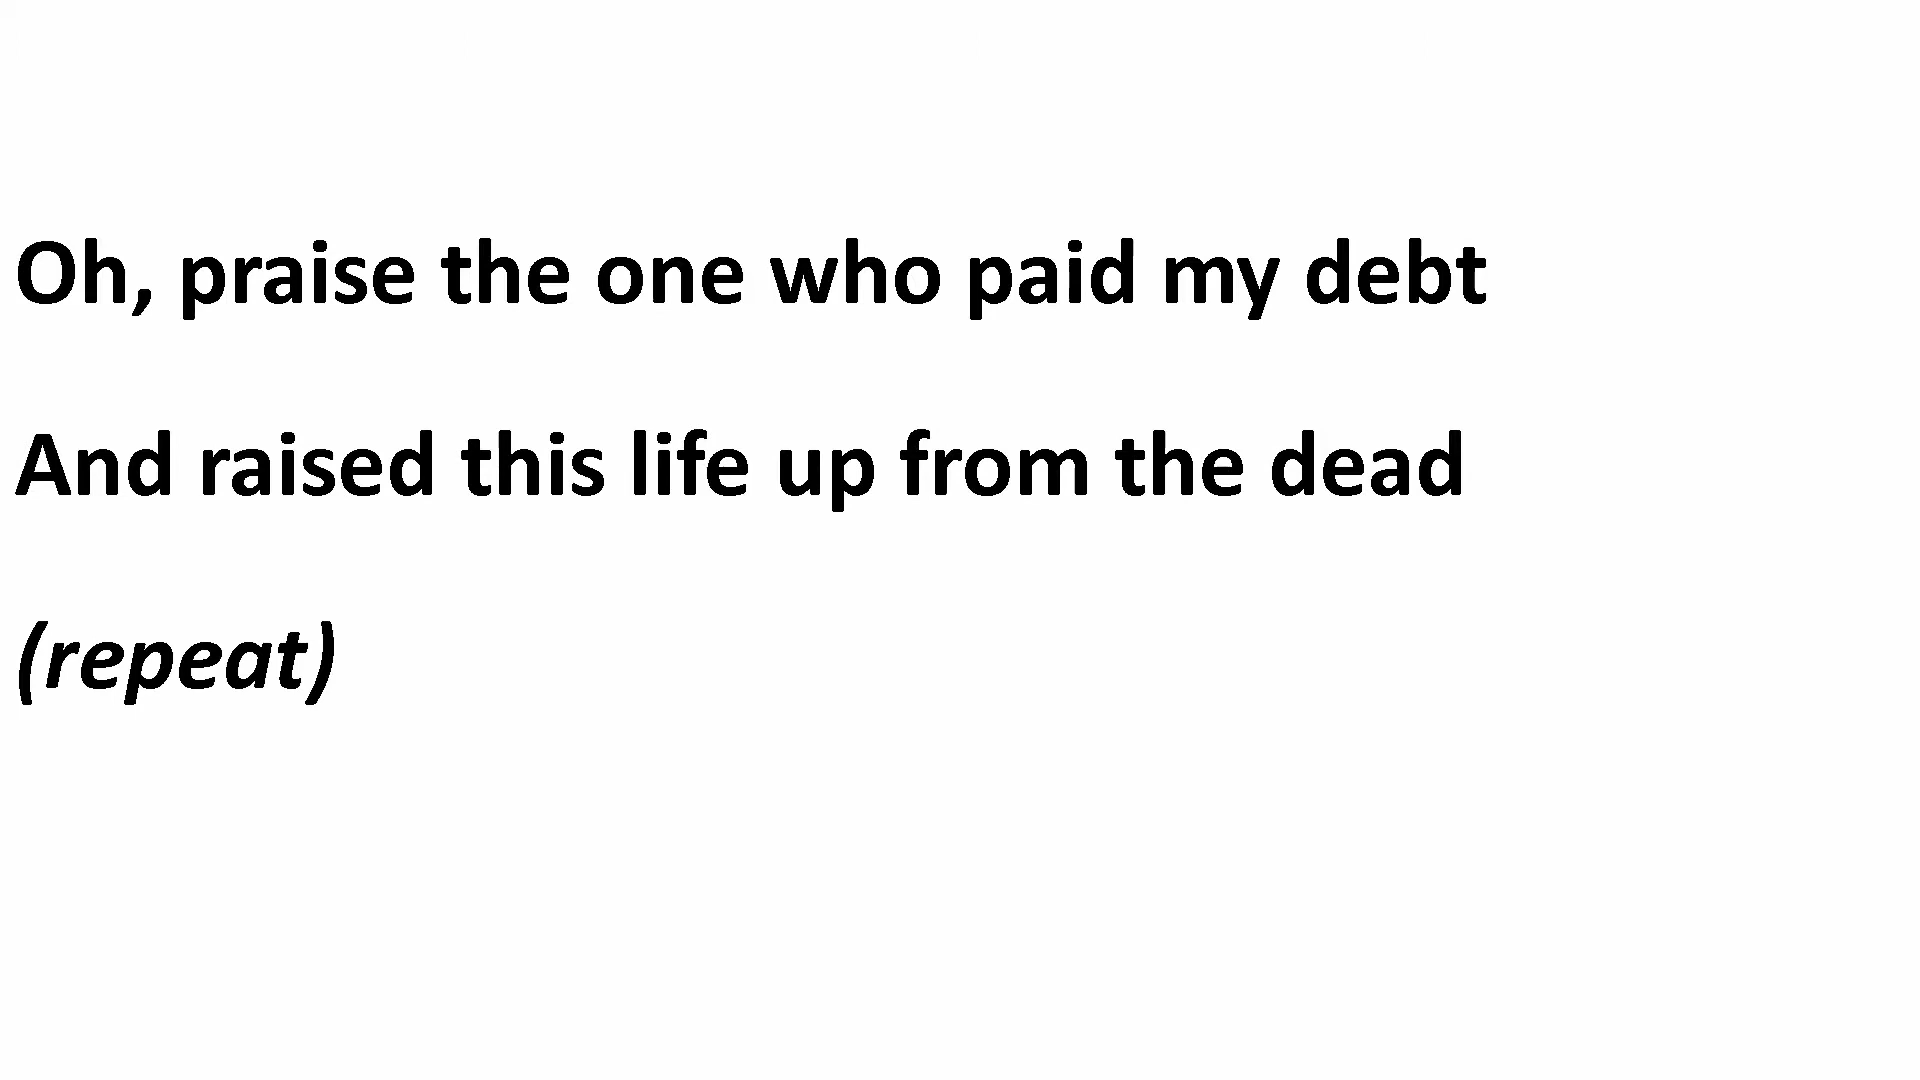 Oh, praise the one who paid my debt
And raised this life up from the dead
(repeat)